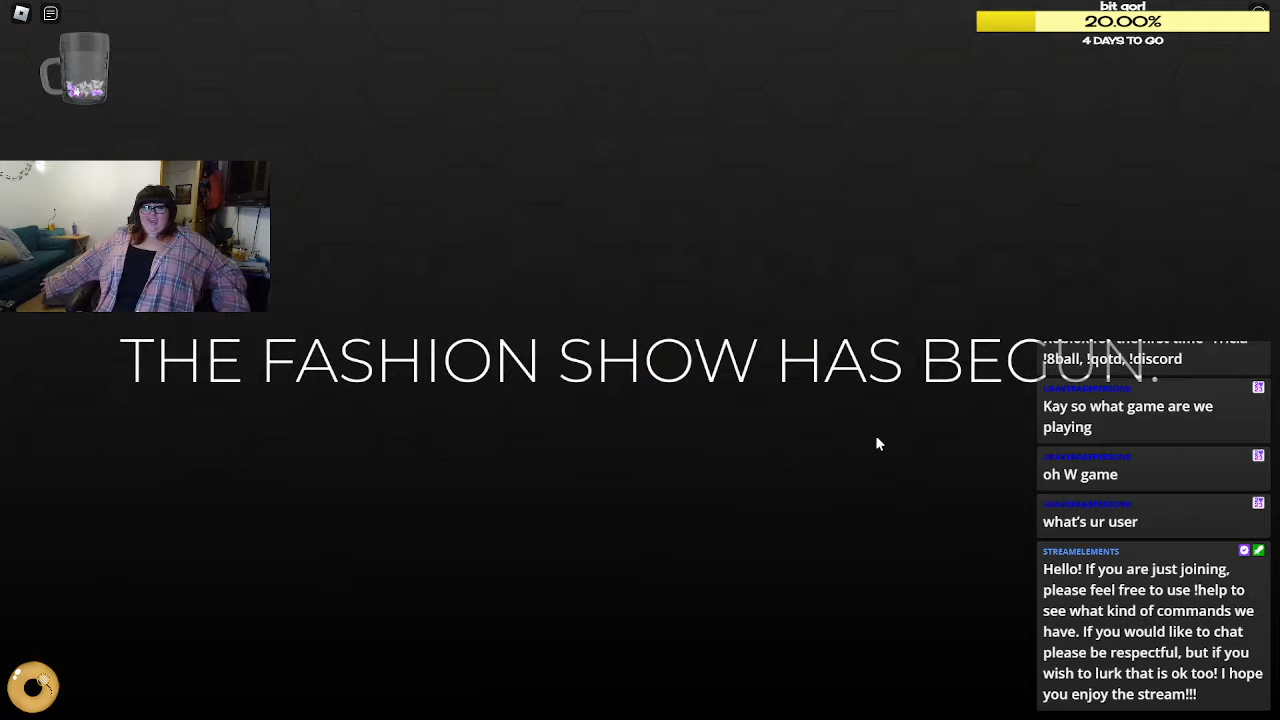 bit gorl
20.00%
4 DAYS TO GO
THE FASHION SHOW HAS BEGUN.
!8ball, !qotd, !discord
Kay so what game are we
playing
oh W game
what's ur user
STREAMELEMENTS
Hello! If you are just joining,
please feel free to use !help to
see what kind of commands we
have. If you would like to chat
please be respectful, but if you
wish to lurk that is ok too! I hope
you enjoy the stream!!!